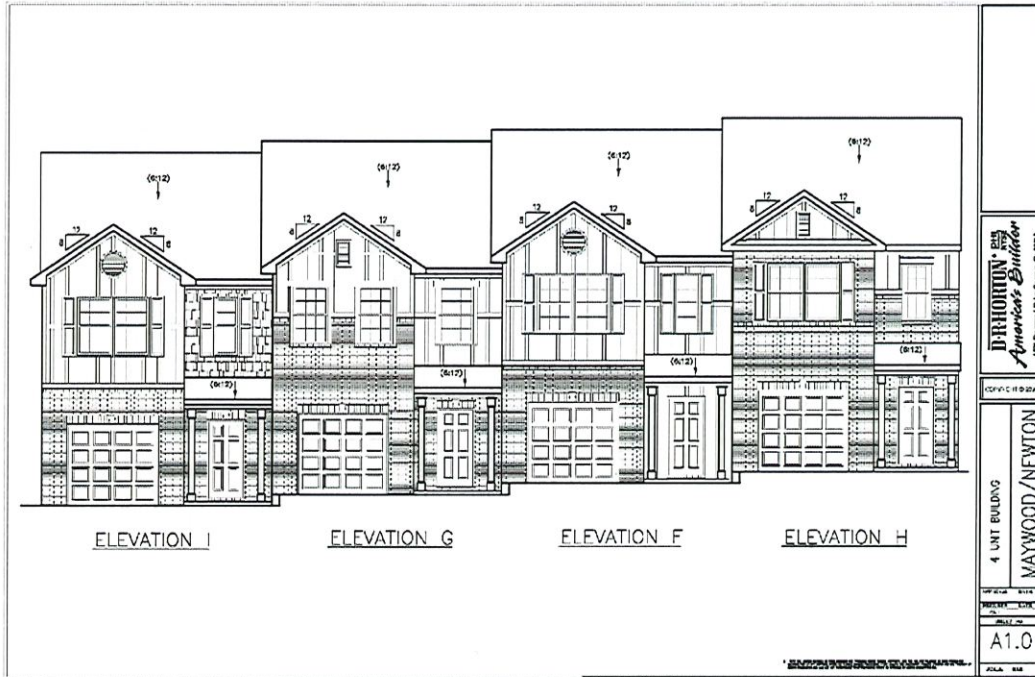 (6:12)
(6:12)
(6:12)
(6:12)
12
12
8
8
12
12
8
8
12
12
8
8
12
12
8
8
(6:12)
(6:12)
(6:12)
(6:12)
ELEVATION I
ELEVATION G
ELEVATION F
ELEVATION H
D·R·HORTON
America's Builder
4 UNIT BUILDING
MAYWOOD/NEWTON
A1.0